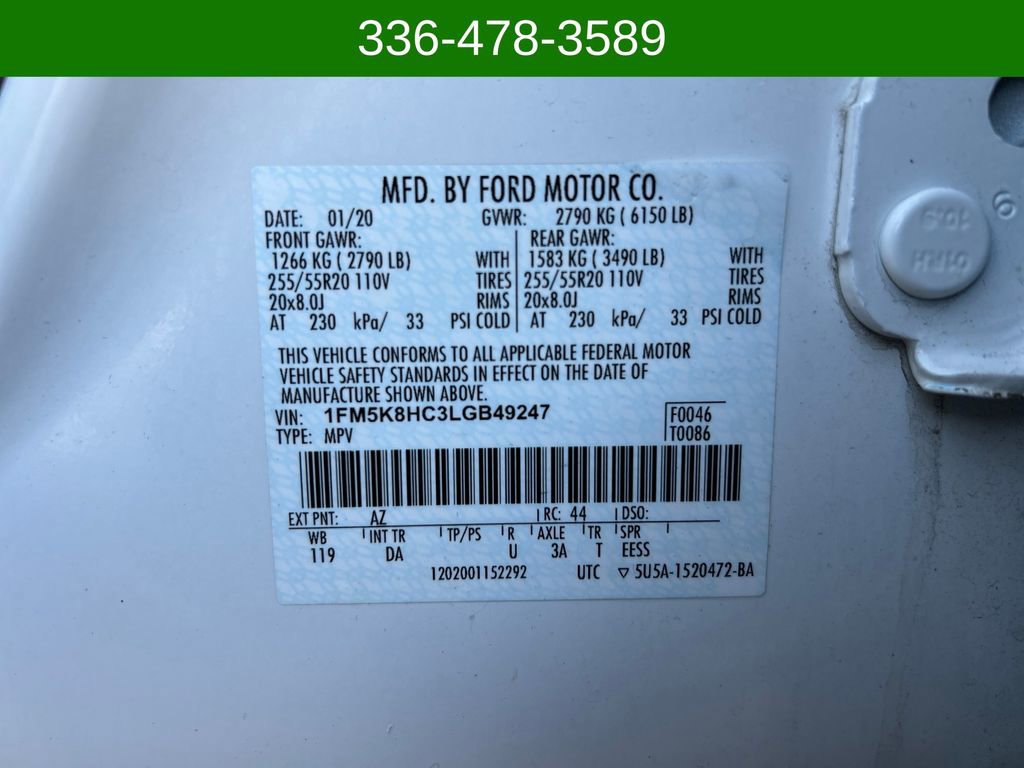 336-478-3589
MFD. BY FORD MOTOR CO.
DATE: 01/20 GVWR: 2790 KG ( 6150 LB)
FRONT GAWR: REAR GAWR:
1266 KG ( 2790 LB) WITH 1583 KG ( 3490 LB) WITH
255/55R20 110V TIRES 255/55R20 110V TIRES
20x8.0J RIMS 20x8.0J RIMS
AT 230 kPa/ 33 PSI COLD AT 230 kPa/ 33 PSI COLD
THIS VEHICLE CONFORMS TO ALL APPLICABLE FEDERAL MOTOR
VEHICLE SAFETY STANDARDS IN EFFECT ON THE DATE OF
MANUFACTURE SHOWN ABOVE.
VIN: 1FM5K8HC3LGB49247 F0046
TYPE: MPV T0086
EXT PNT: AZ RC: 44 DSO:
WB INT TR TP/PS R AXLE TR SPR
119 DA U 3A T EESS
1202001152292 UTC ▽ 5U5A-1520472-BA
10.9
01RH
6